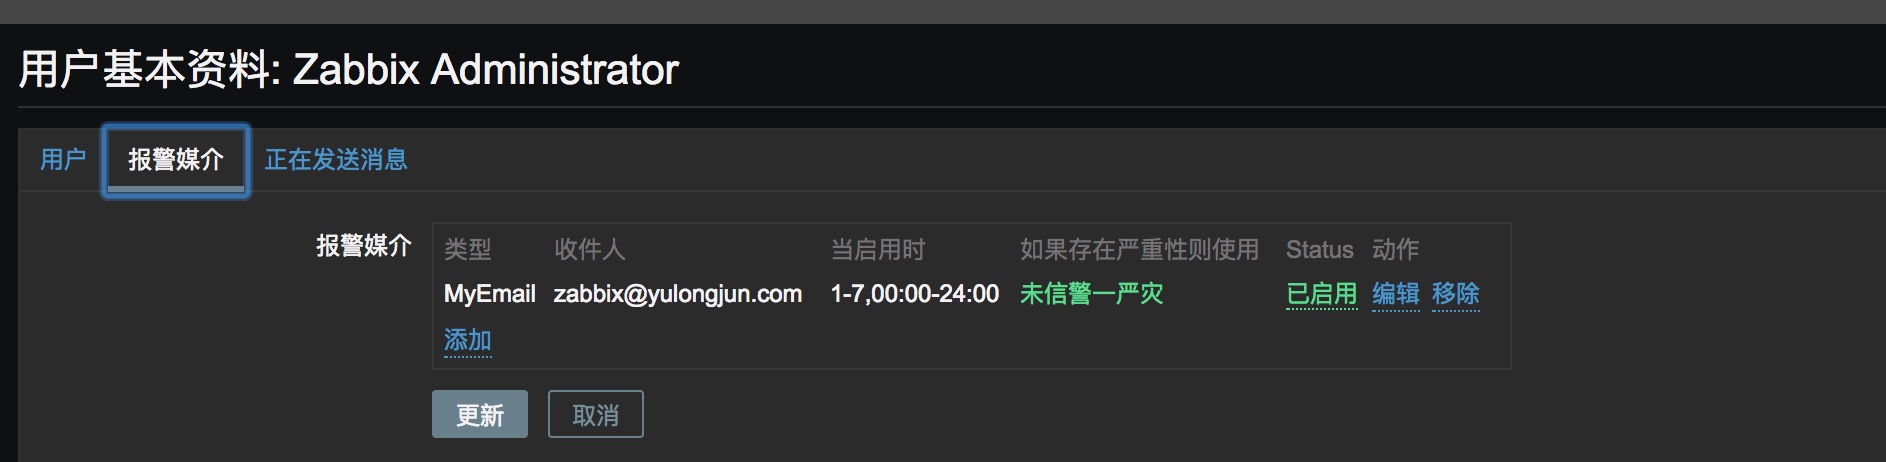 用户基本资料: Zabbix Administrator
用户 报警媒介 正在发送消息
报警媒介 类型 收件人 当启用时 如果存在严重性则使用 Status 动作
MyEmail zabbix@yulongjun.com 1-7,00:00-24:00 未信警一严灾 已启用 编辑 移除
添加
更新 取消